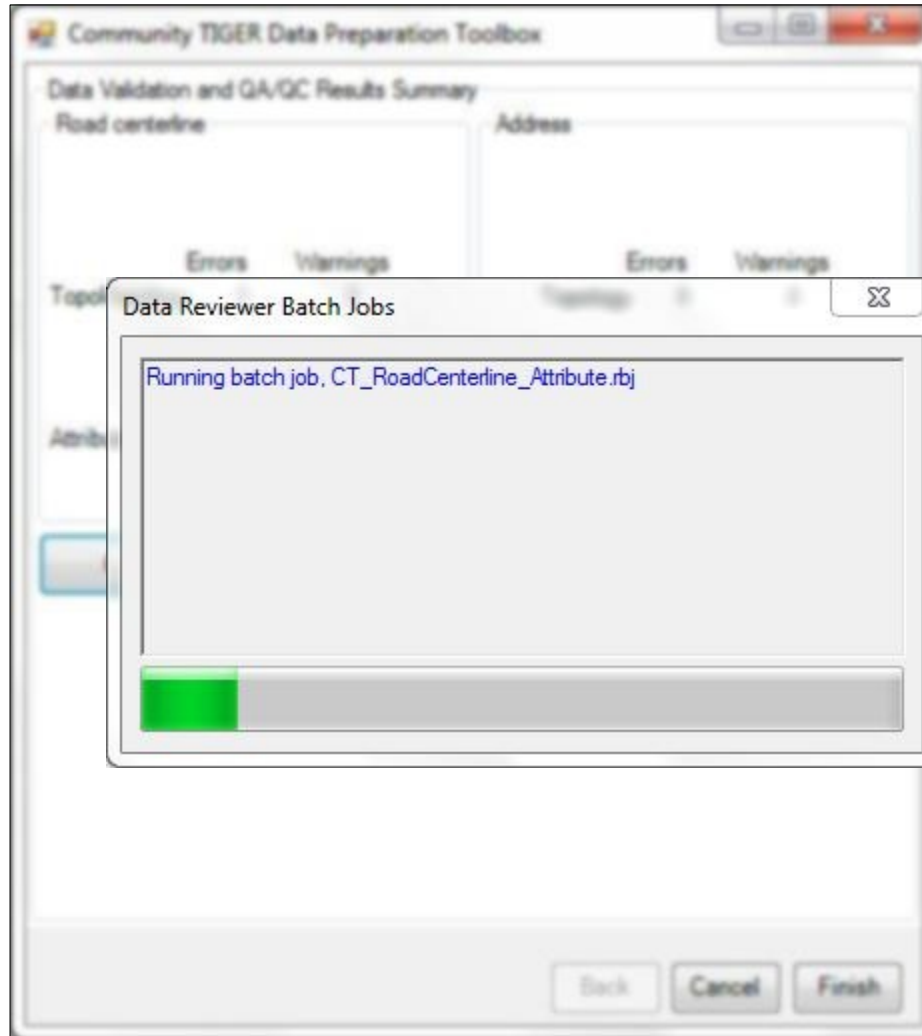 Community TIGER Data Preparation Toolbox
Data Validation and QA/QC Results Summary
Road centerline
Address
Errors Warnings
Errors Warnings
Topology
Data Reviewer Batch Jobs
Running batch job, CT_RoadCenterline_Attribute.rbj
Back Cancel Finish